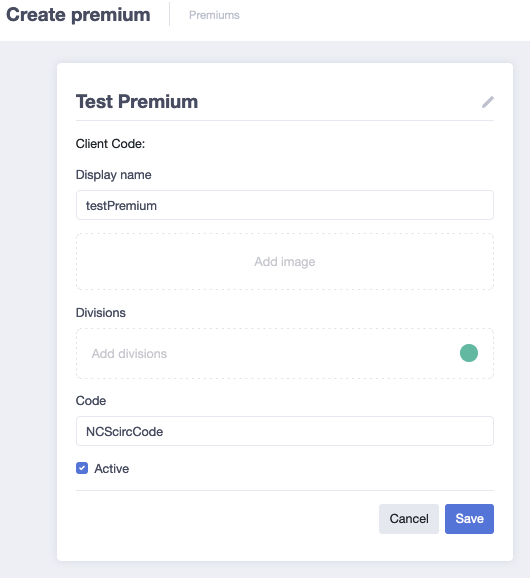 Create premium
Premiums
Test Premium
Client Code:
Display name
testPremium
Add image
Divisions
Add divisions
Code
NCScircCode
Active
Cancel
Save